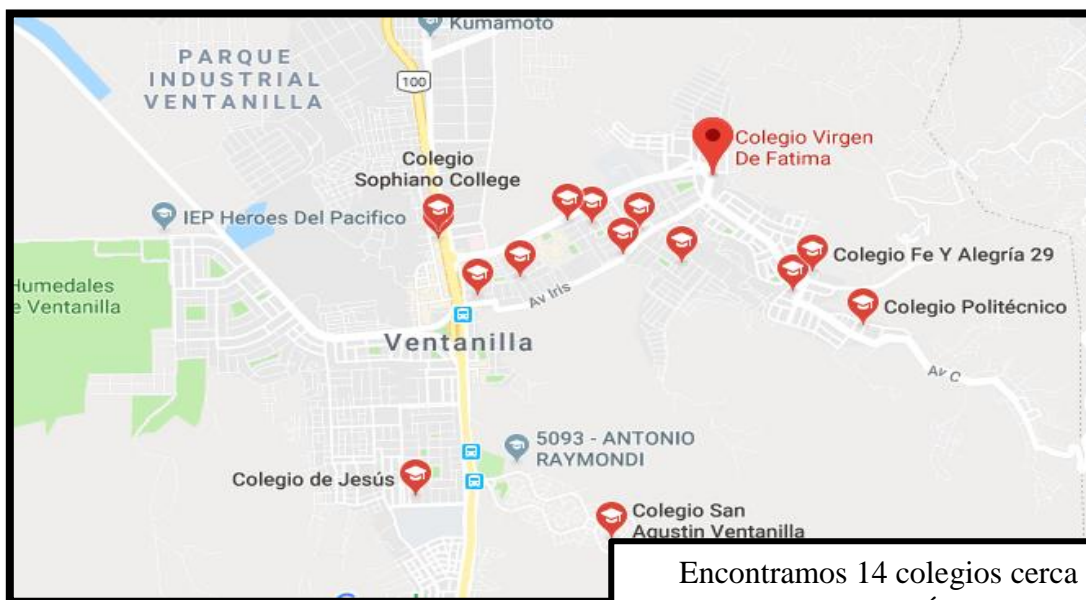 Kumamoto
PARQUE
INDUSTRIAL
VENTANILLA
100
Colegio Virgen
De Fatima
Colegio
Sophiano College
IEP Heroes Del Pacifico
Colegio Fe Y Alegría 29
Humedales
e Ventanilla
Av Iris
Colegio Politécnico
Ventanilla
Av C
5093 - ANTONIO
RAYMONDI
Colegio de Jesús
Colegio San
Agustin Ventanilla
Encontramos 14 colegios cerca